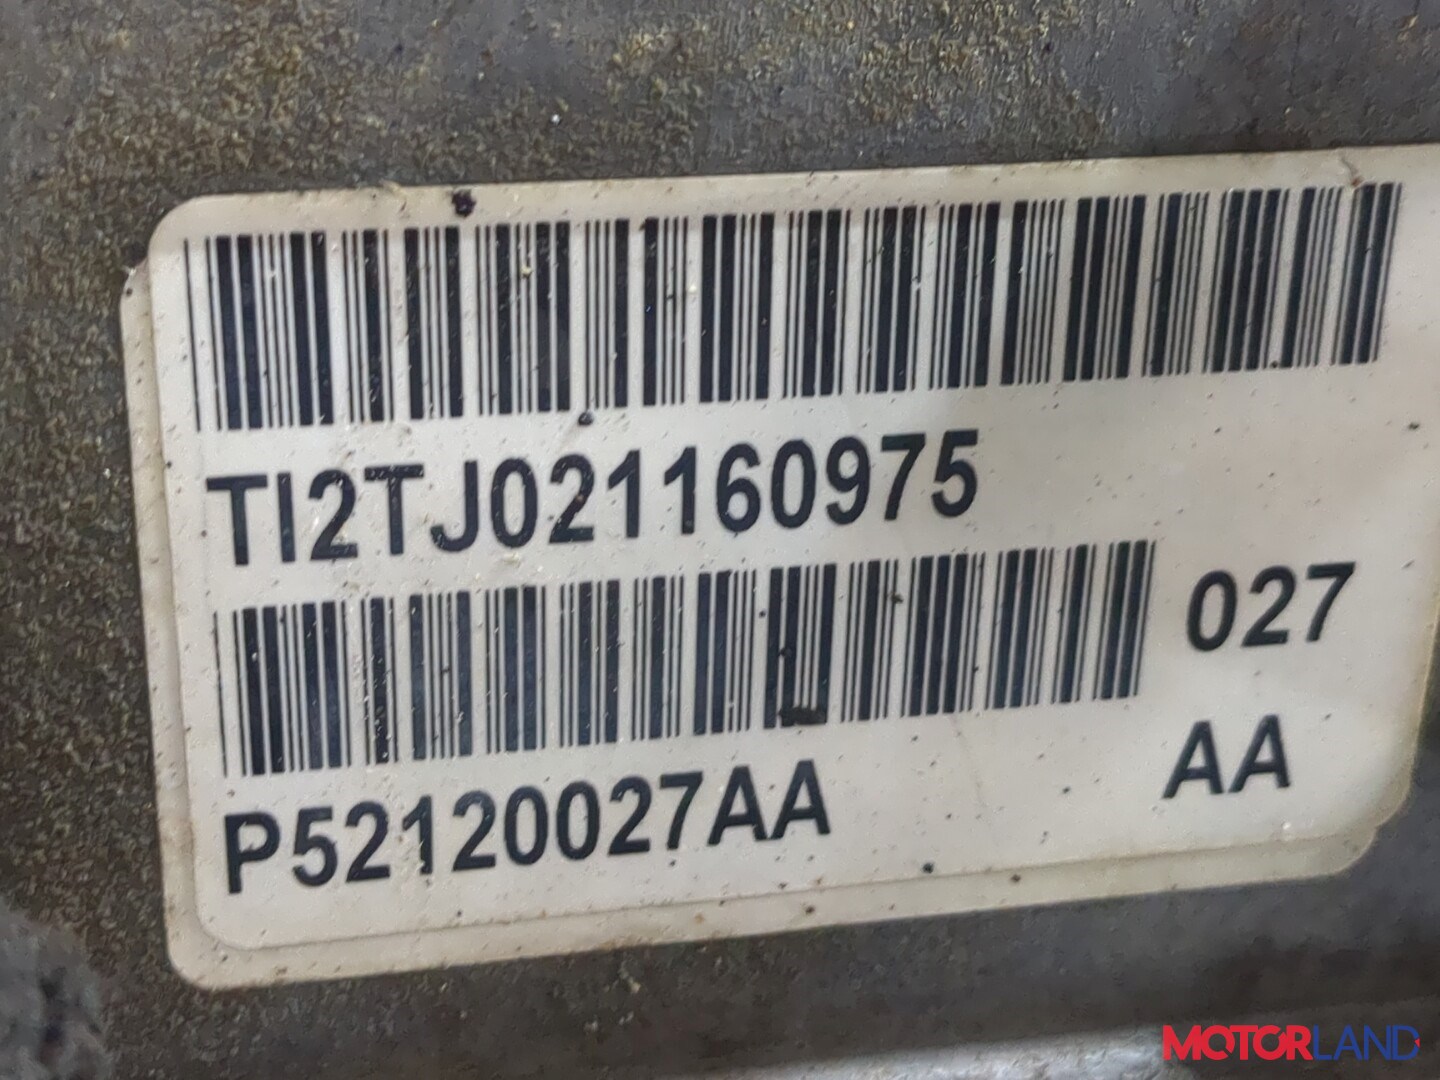 TI2TJ021160975
027
P52120027AA
AA
MOTORLAND